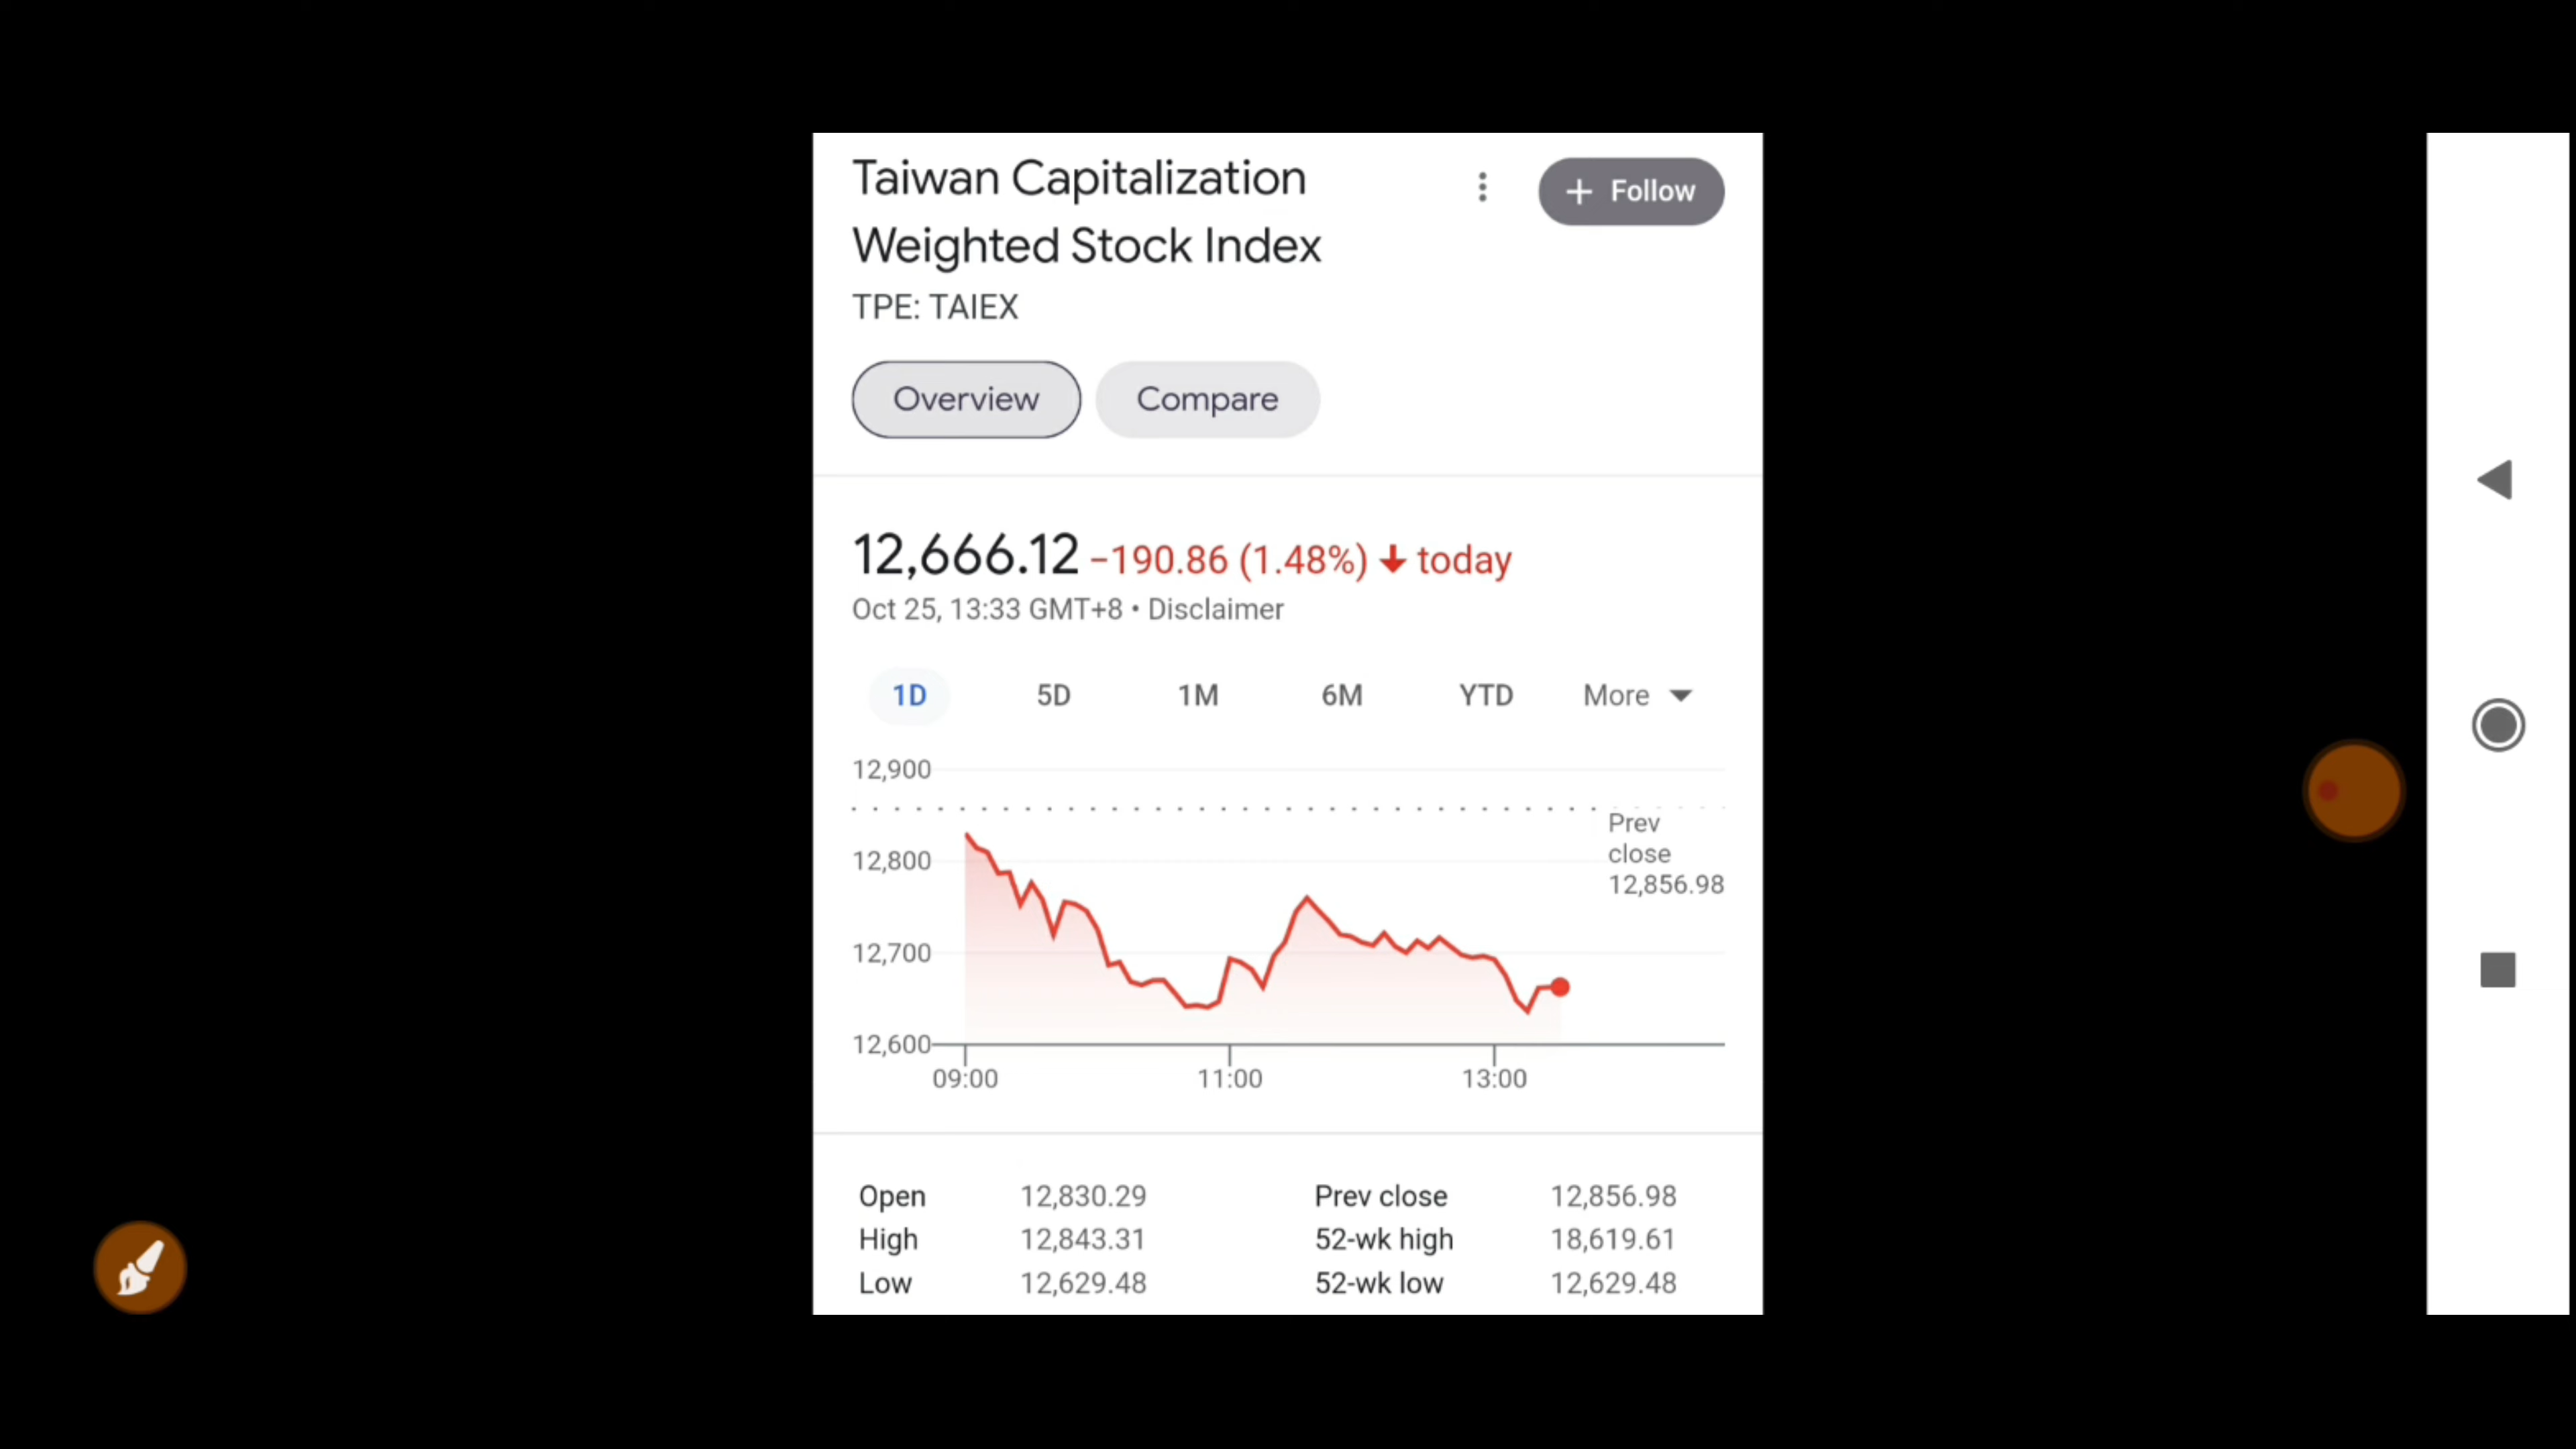 Taiwan Capitalization
Weighted Stock Index
+ Follow
TPE: TAIEX
Overview Compare
12,666.12 −190.86 (1.48%) ↓ today
Oct 25, 13:33 GMT+8 • Disclaimer
1D 5D 1M 6M YTD More
12,900
12,800
12,700
12,600
Prev
close
12,856.98
09:00 11:00 13:00
Open 12,830.29 Prev close 12,856.98
High 12,843.31 52-wk high 18,619.61
Low 12,629.48 52-wk low 12,629.48